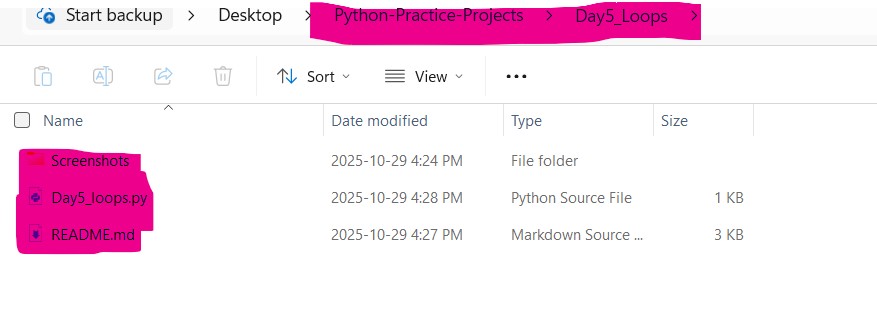 Start backup > Desktop > Python-Practice-Projects > Day5_Loops >
Sort View
Name Date modified Type Size
Screenshots 2025-10-29 4:24 PM File folder
Day5_loops.py 2025-10-29 4:28 PM Python Source File 1 KB
README.md 2025-10-29 4:27 PM Markdown Source ... 3 KB